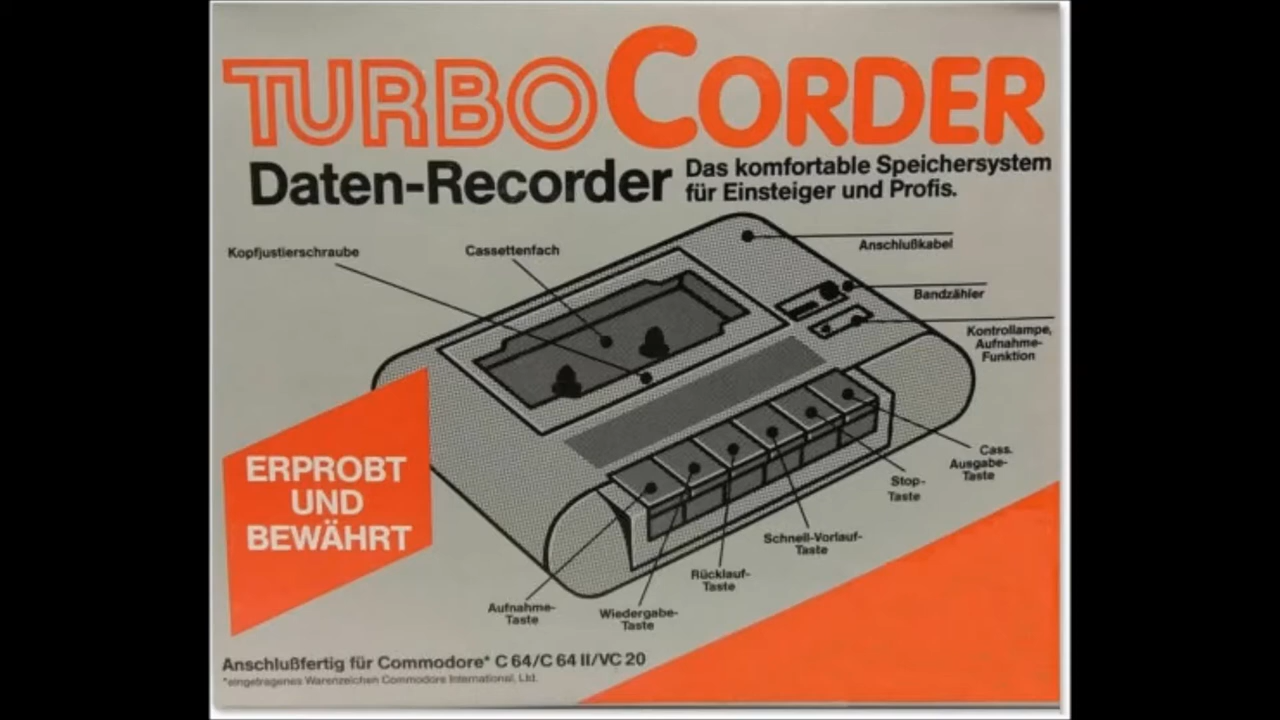 TURBOCORDER
Daten-Recorder
Das komfortable Speichersystem
für Einsteiger und Profis.
Kopfjustierschraube
Cassettenfach
Anschlußkabel
Bandzähler
Kontrollampe,
Aufnahme-
Funktion
ERPROBT
UND
BEWÄHRT
Cass.
Ausgabe-
Taste
Stop-
Taste
Schnell-Vorlauf-
Taste
Rücklauf-
Taste
Wiedergabe-
Taste
Aufnahme-
Taste
Anschlußfertig für Commodore* C 64/C 64 II/VC 20
*eingetragenes Warenzeichen Commodore International, Ltd.